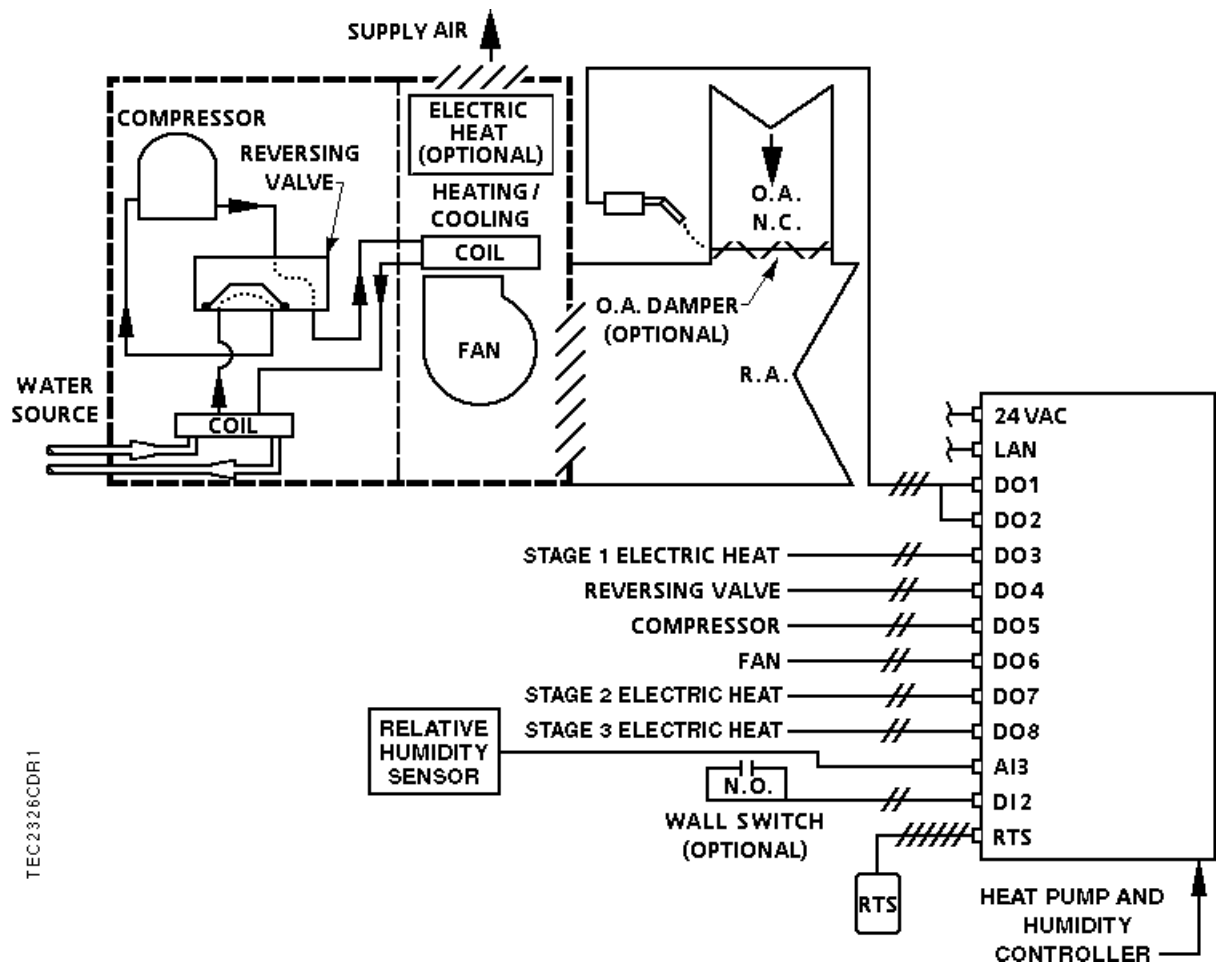 SUPPLY AIR
COMPRESSOR
REVERSING
VALVE
ELECTRIC
HEAT
(OPTIONAL)
HEATING/
COOLING
COIL
FAN
WATER
SOURCE
COIL
O.A.
N.C.
O.A. DAMPER
(OPTIONAL)
R.A.
24 VAC
LAN
DO1
DO2
STAGE 1 ELECTRIC HEAT DO3
REVERSING VALVE DO4
COMPRESSOR DO5
FAN DO6
STAGE 2 ELECTRIC HEAT DO7
STAGE 3 ELECTRIC HEAT DO8
RELATIVE
HUMIDITY
SENSOR
AI3
N.O.
DI2
WALL SWITCH
(OPTIONAL)
RTS
RTS
HEAT PUMP AND
HUMIDITY
CONTROLLER
TEC2326CDR1